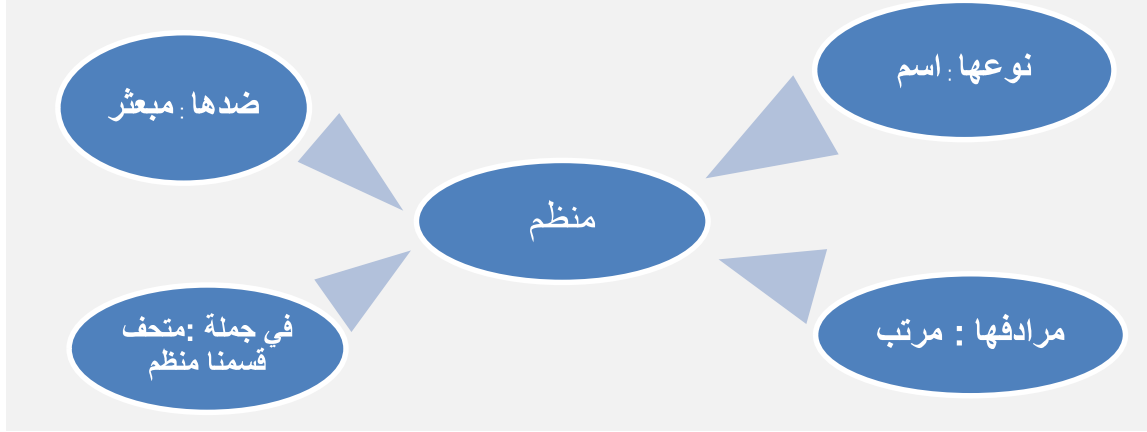 نوعها : اسم
ضدها : مبعثر
منظم
مرادفها : مرتب
في جملة :متحف
قسمنا منظم